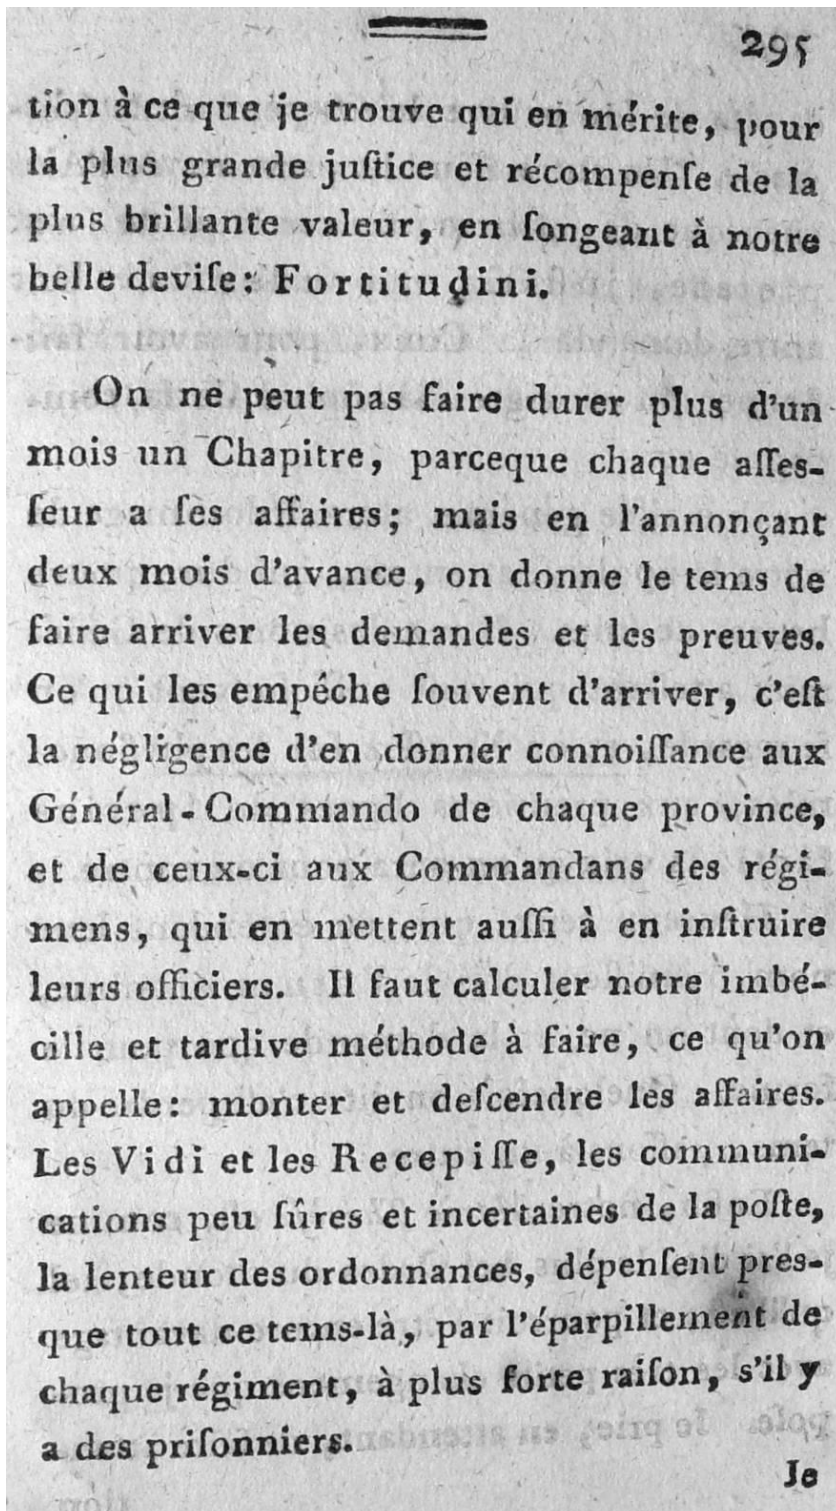 295
tion à ce que je trouve qui en mérite, pour
la plus grande juſtice et récompenſe de la
plus brillante valeur, en ſongeant à notre
belle deviſe: Fortitudini.
On ne peut pas faire durer plus d'un
mois un Chapitre, parceque chaque aſſes-
ſeur a ſes affaires; mais en l'annonçant
deux mois d'avance, on donne le tems de
faire arriver les demandes et les preuves.
Ce qui les empéche ſouvent d'arriver, c'eſt
la négligence d'en donner connoiſſance aux
Général-Commando de chaque province,
et de ceux-ci aux Commandans des régi-
mens, qui en mettent auſſi à en inſtruire
leurs officiers. Il faut calculer notre imbé-
cille et tardive méthode à faire, ce qu'on
appelle: monter et deſcendre les affaires.
Les Vidi et les Recepiſſe, les communi-
cations peu ſûres et incertaines de la poſte,
la lenteur des ordonnances, dépenſent pres-
que tout ce tems-là, par l'éparpillement de
chaque régiment, à plus forte raiſon, s'il y
a des priſonniers.
Je